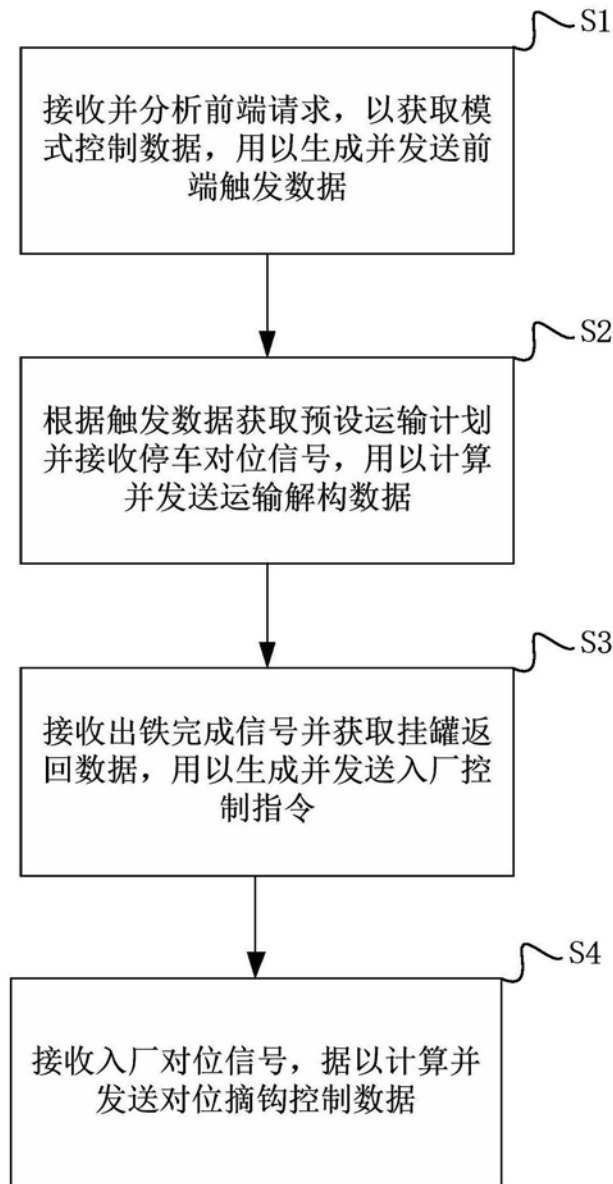 S1
接收并分析前端请求，以获取模
式控制数据，用以生成并发送前
端触发数据
S2
根据触发数据获取预设运输计划
并接收停车对位信号，用以计算
并发送运输解构数据
S3
接收出铁完成信号并获取挂罐返
回数据，用以生成并发送入厂控
制指令
S4
接收入厂对位信号，据以计算并
发送对位摘钩控制数据